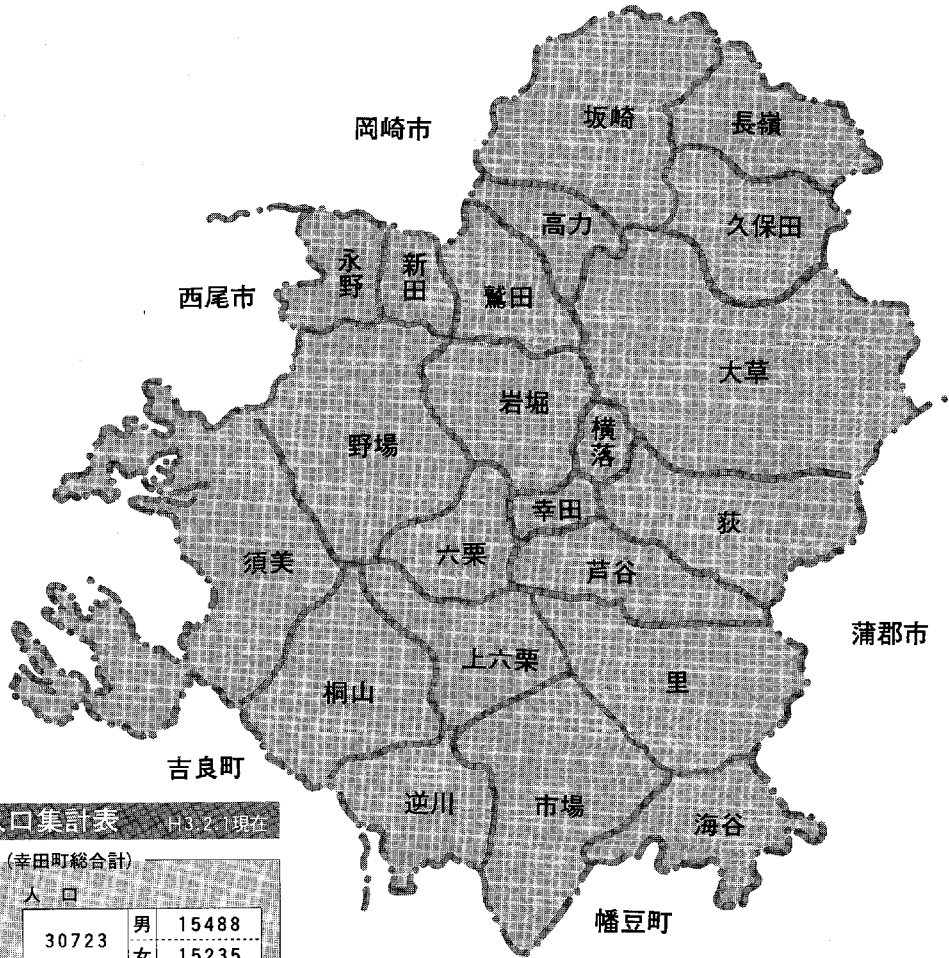 坂崎
長嶺
岡崎市
高力
久保田
永野
新田
鷲田
西尾市
大草
岩堀
横落
野場
幸田
荻
六栗
須美
芦谷
蒲郡市
上六栗
里
桐山
吉良町
逆川
市場
海谷
幡豆町
人口集計表 H3.2.1現在
(幸田町総合計)
人 口
30723 男 15488
女 15235